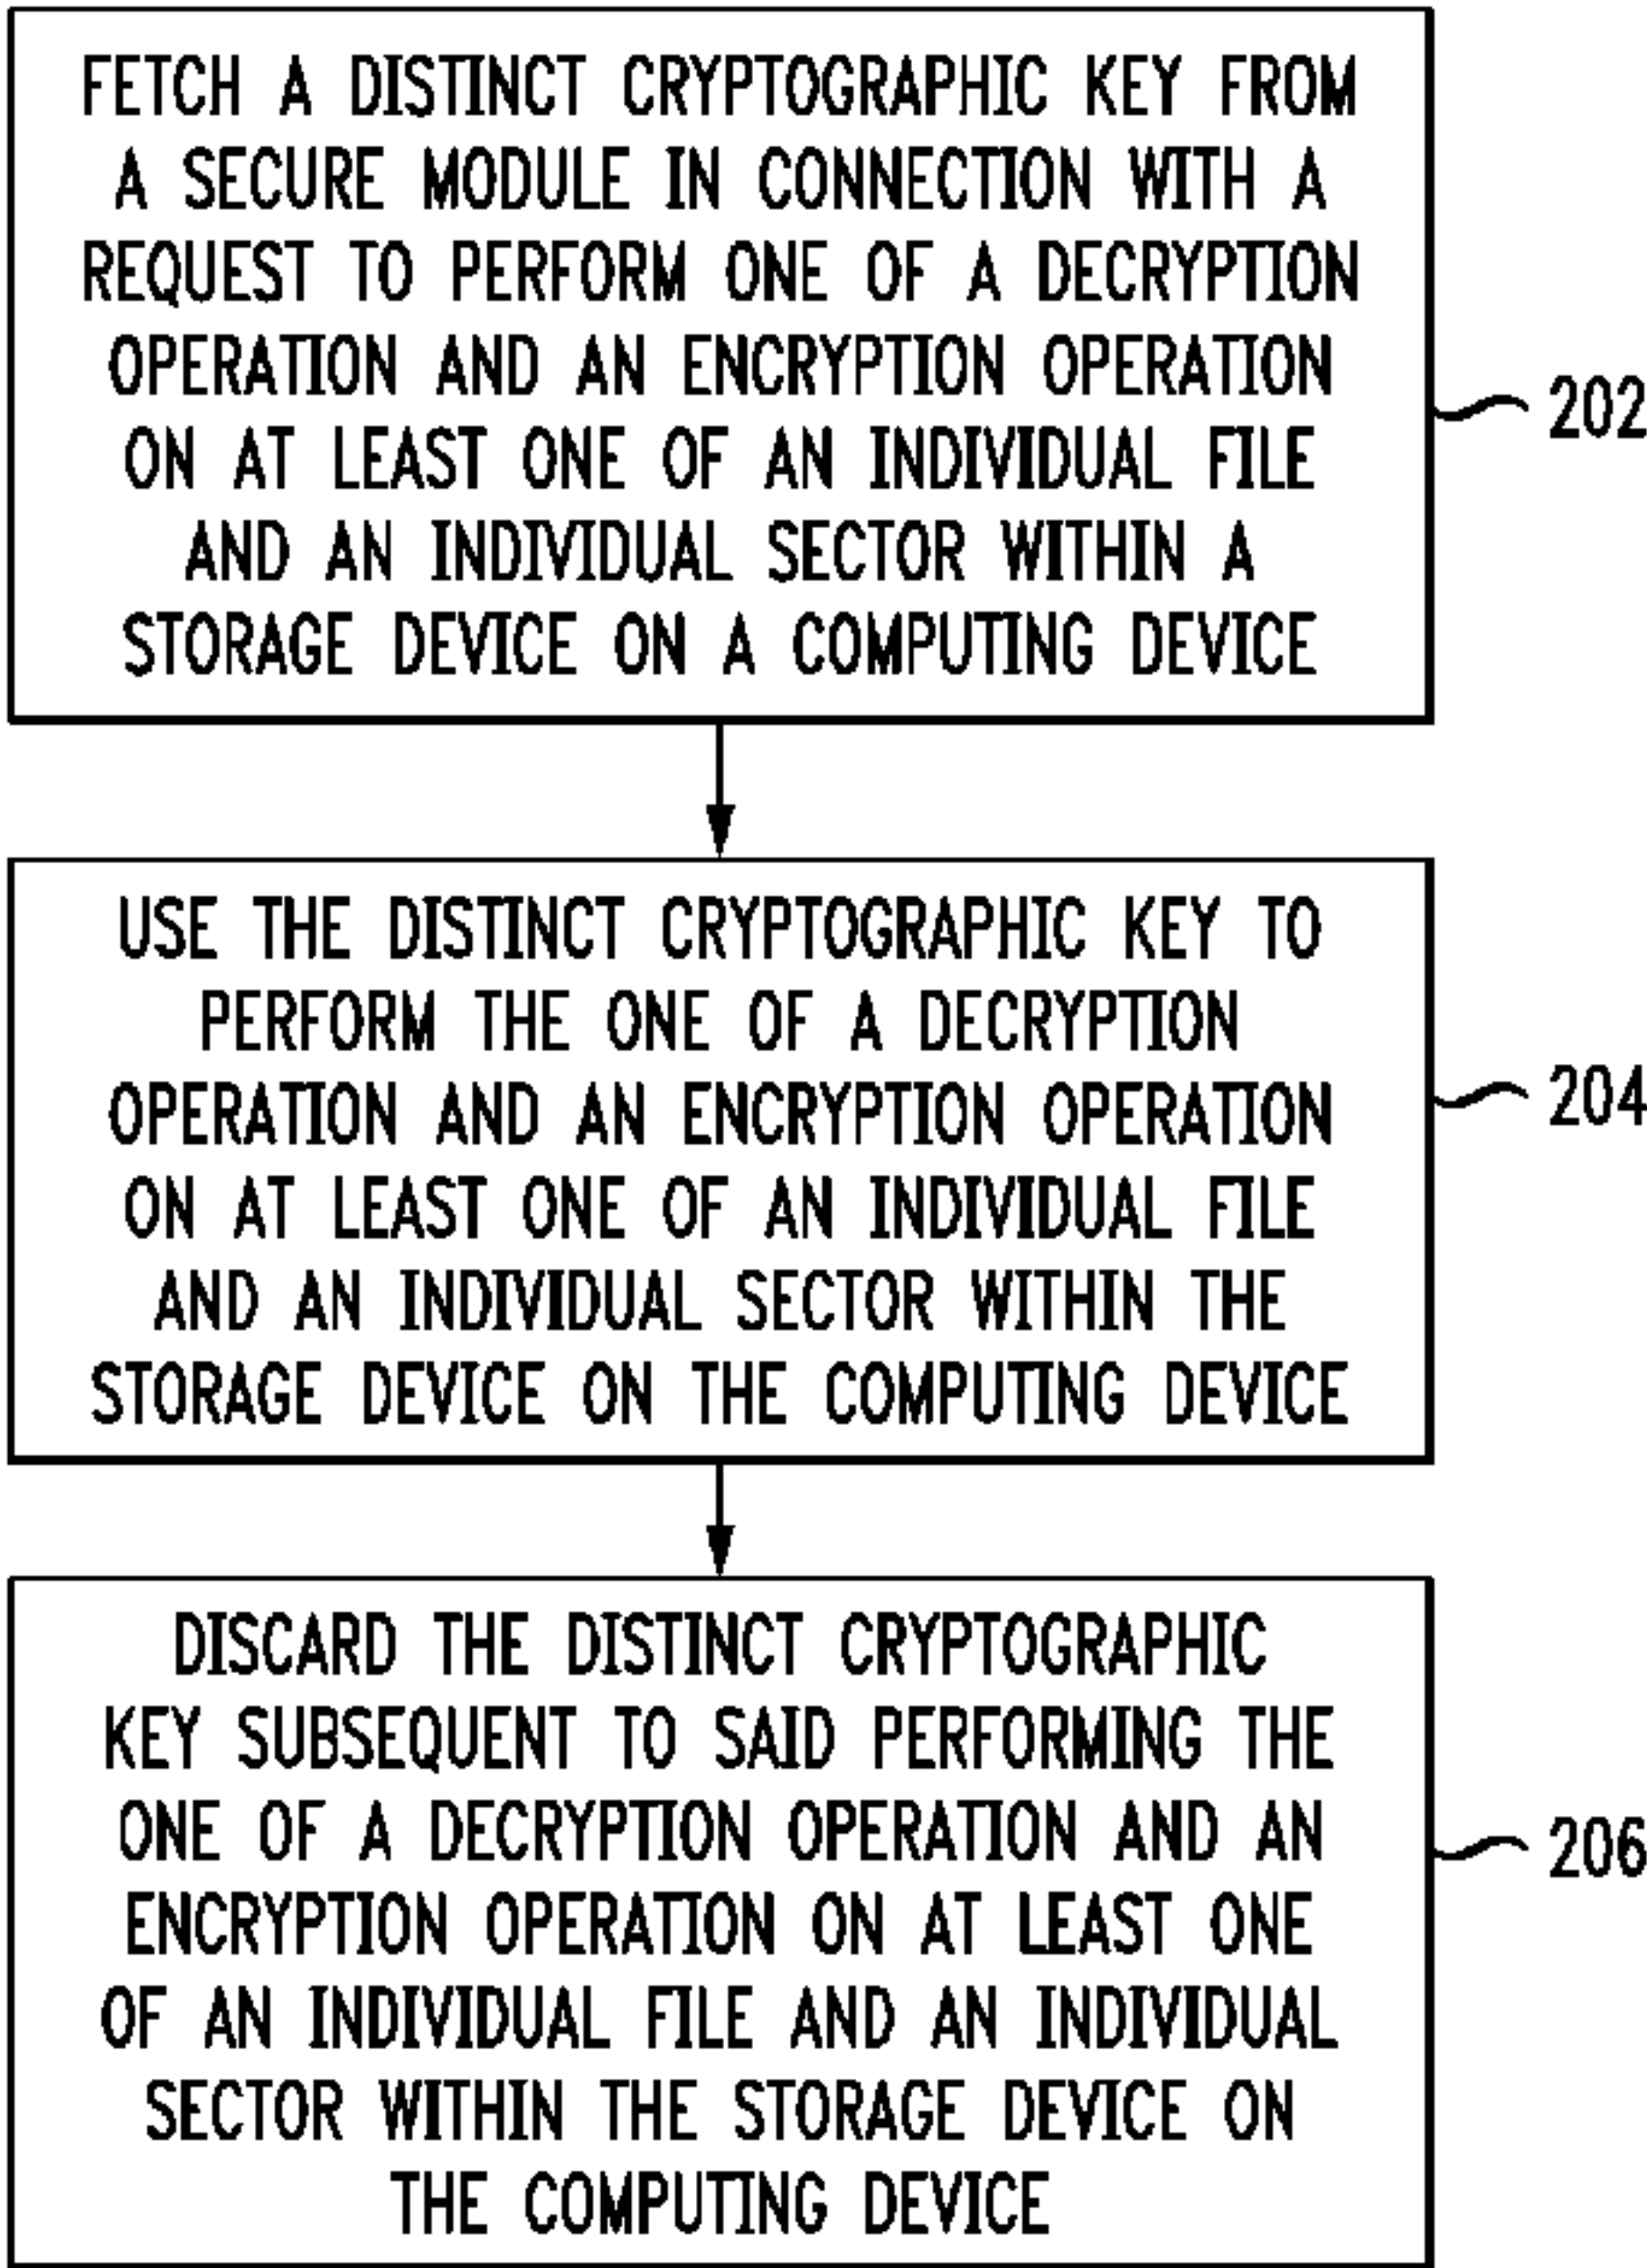 FETCH A DISTINCT CRYPTOGRAPHIC KEY FROM
A SECURE MODULE IN CONNECTION WITH A
REQUEST TO PERFORM ONE OF A DECRYPTION
OPERATION AND AN ENCRYPTION OPERATION
ON AT LEAST ONE OF AN INDIVIDUAL FILE
AND AN INDIVIDUAL SECTOR WITHIN A
STORAGE DEVICE ON A COMPUTING DEVICE
202
USE THE DISTINCT CRYPTOGRAPHIC KEY TO
PERFORM THE ONE OF A DECRYPTION
OPERATION AND AN ENCRYPTION OPERATION
ON AT LEAST ONE OF AN INDIVIDUAL FILE
AND AN INDIVIDUAL SECTOR WITHIN THE
STORAGE DEVICE ON THE COMPUTING DEVICE
204
DISCARD THE DISTINCT CRYPTOGRAPHIC
KEY SUBSEQUENT TO SAID PERFORMING THE
ONE OF A DECRYPTION OPERATION AND AN
ENCRYPTION OPERATION ON AT LEAST ONE
OF AN INDIVIDUAL FILE AND AN INDIVIDUAL
SECTOR WITHIN THE STORAGE DEVICE ON
THE COMPUTING DEVICE
206